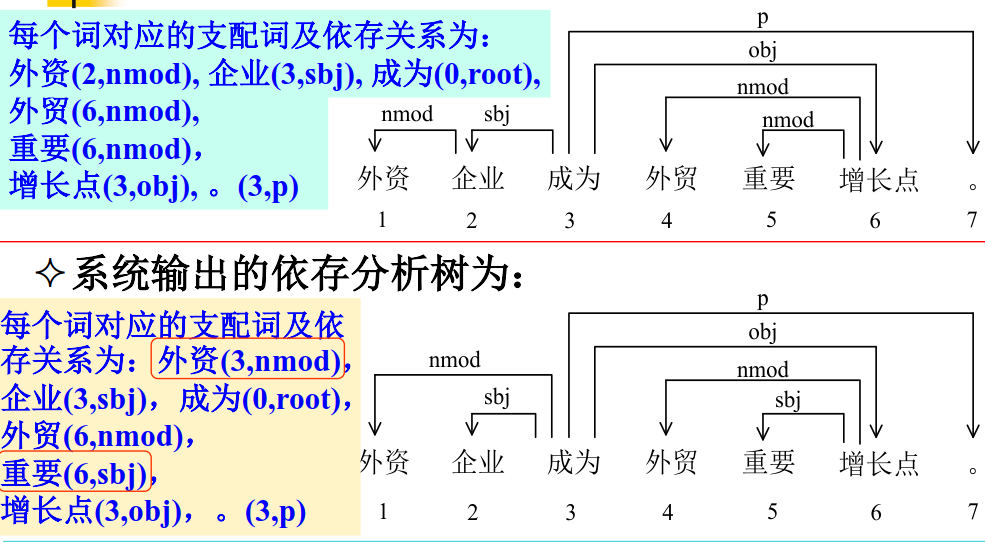 每个词对应的支配词及依存关系为：
外资(2,nmod), 企业(3,sbj), 成为(0,root),
外贸(6,nmod),
重要(6,nmod)，
增长点(3,obj), 。(3,p)
p
obj
nmod
nmod sbj nmod
外资 企业 成为 外贸 重要 增长点 。
1 2 3 4 5 6 7
✧系统输出的依存分析树为：
每个词对应的支配词及依
存关系为：外资(3,nmod)，
企业(3,sbj)，成为(0,root)，
外贸(6,nmod)，
重要(6,sbj)，
增长点(3,obj)，。(3,p)
p
obj
nmod nmod
sbj sbj
外资 企业 成为 外贸 重要 增长点 。
1 2 3 4 5 6 7